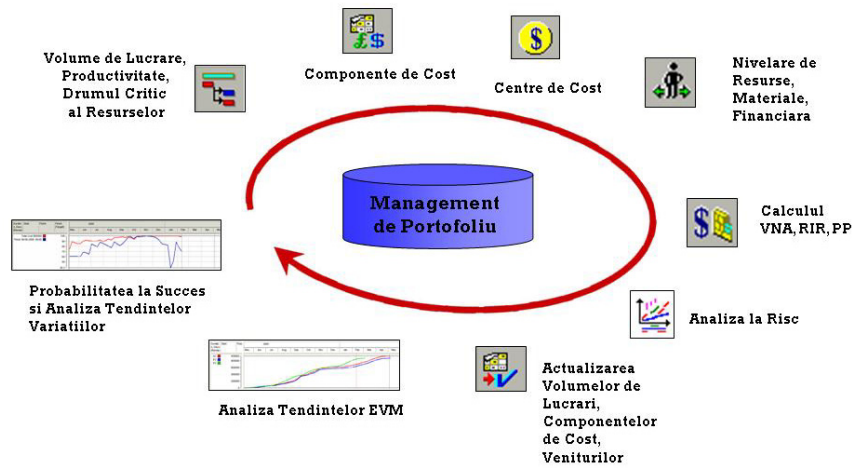 Volume de Lucrare,
Productivitate,
Drumul Critic
al Resurselor
Componente de Cost
Centre de Cost
Nivelare de
Resurse,
Materiale,
Financiara
Management
de Portofoliu
Calculul
VNA, RIR, PP
Analiza la Risc
Actualizarea
Volumelor de
Lucrari,
Componentelor
de Cost,
Veniturilor
Analiza Tendintelor EVM
Probabilitatea la Succes
si Analiza Tendintelor
Variatiilor